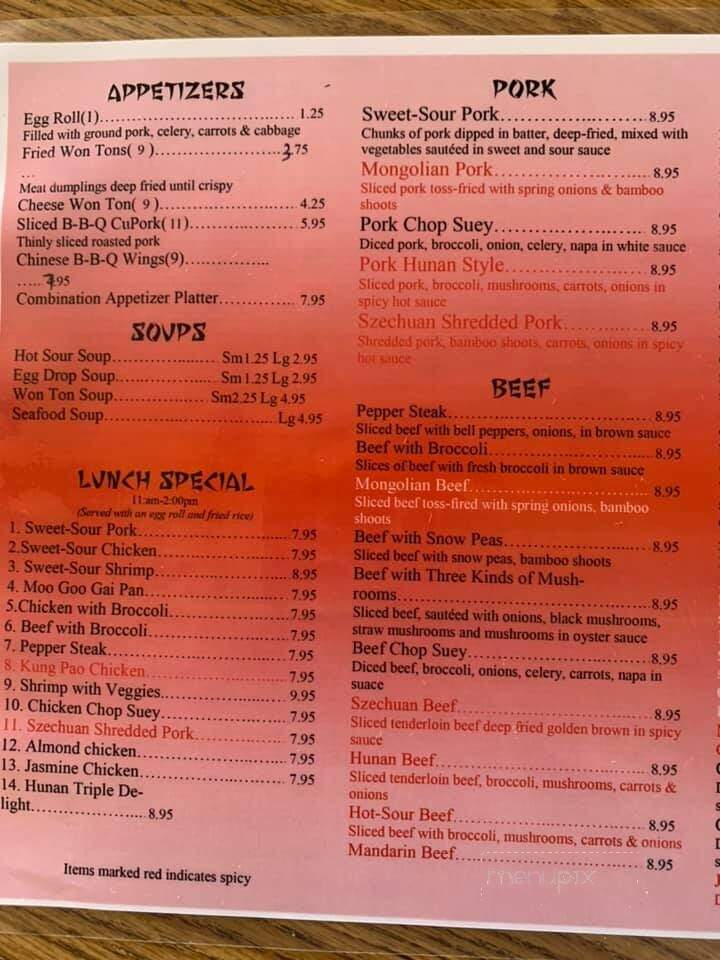 APPETIZERS
Egg Roll(1)........................................ 1.25
Filled with ground pork, celery, carrots & cabbage
Fried Won Tons( 9 )..........................3.75
...
Meat dumplings deep fried until crispy
Cheese Won Ton( 9 )............................ 4.25
Sliced B-B-Q CuPork( 11)........................ 5.95
Thinly sliced roasted pork
Chinese B-B-Q Wings(9)...............
.....7.95
Combination Appetizer Platter............... 7.95
SOUPS
Hot Sour Soup...................... Sm 1.25 Lg 2.95
Egg Drop Soup...................... Sm 1.25 Lg 2.95
Won Ton Soup.................... Sm2.25 Lg 4.95
Seafood Soup.................................. Lg 4.95
LUNCH SPECIAL
11:am-2:00pm
(Served with an egg roll and fried rice)
1. Sweet-Sour Pork............................... 7.95
2.Sweet-Sour Chicken........................... 7.95
3. Sweet-Sour Shrimp............................ 8.95
4. Moo Goo Gai Pan.............................. 7.95
5.Chicken with Broccoli......................... 7.95
6. Beef with Broccoli.............................. 7.95
7. Pepper Steak..................................... 7.95
8. Kung Pao Chicken.............................. 7.95
9. Shrimp with Veggies........................... 9.95
10. Chicken Chop Suey.......................... 7.95
11. Szechuan Shredded Pork................... 7.95
12. Almond chicken............................... 7.95
13. Jasmine Chicken............................... 7.95
14. Hunan Triple De-
light.........................8.95
Items marked red indicates spicy
PORK
Sweet-Sour Pork..........................8.95
Chunks of pork dipped in batter, deep-fried, mixed with
vegetables sautéed in sweet and sour sauce
Mongolian Pork............................ 8.95
Sliced pork toss-fried with spring onions & bamboo
shoots
Pork Chop Suey............................ 8.95
Diced pork, broccoli, onion, celery, napa in white sauce
Pork Hunan Style.......................... 8.95
Sliced pork, broccoli, mushrooms, carrots, onions in
spicy hot sauce
Szechuan Shredded Pork............... 8.95
Shredded pork, bamboo shoots, carrots, onions in spicy
hot sauce
BEEF
Pepper Steak........................................ 8.95
Sliced beef with bell peppers, onions, in brown sauce
Beef with Broccoli................................ 8.95
Slices of beef with fresh broccoli in brown sauce
Mongolian Beef................................... 8.95
Sliced beef toss-fired with spring onions, bamboo
shoots
Beef with Snow Peas............................ 8.95
Sliced beef with snow peas, bamboo shoots
Beef with Three Kinds of Mush-
rooms................................................8.95
Sliced beef, sautéed with onions, black mushrooms,
straw mushrooms and mushrooms in oyster sauce
Beef Chop Suey...................................8.95
Diced beef, broccoli, onions, celery, carrots, napa in
suace
Szechuan Beef..................................... 8.95
Sliced tenderloin beef deep fried golden brown in spicy
sauce
Hunan Beef........................................ 8.95
Sliced tenderloin beef, broccoli, mushrooms, carrots &
onions
Hot-Sour Beef..................................... 8.95
Sliced beef with broccoli, mushrooms, carrots & onions
Mandarin Beef.................................... 8.95
menupix